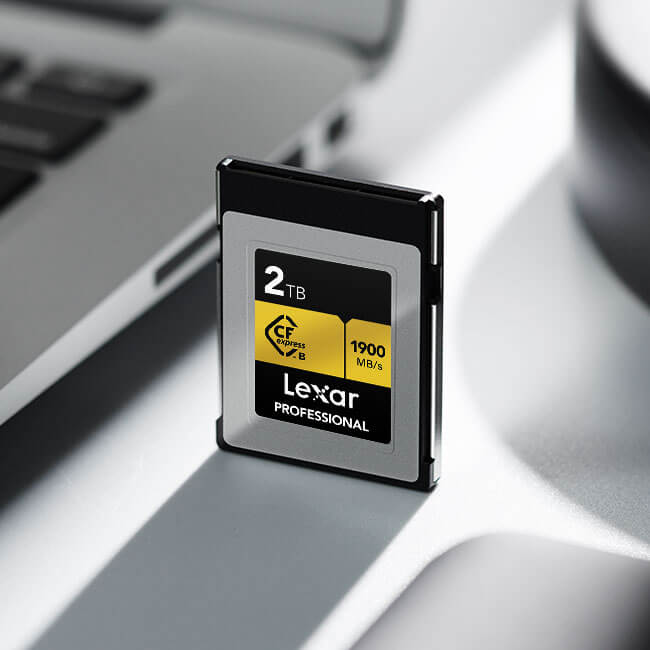 2TB
CF
express
B
1900
MB/s
Lexar
PROFESSIONAL